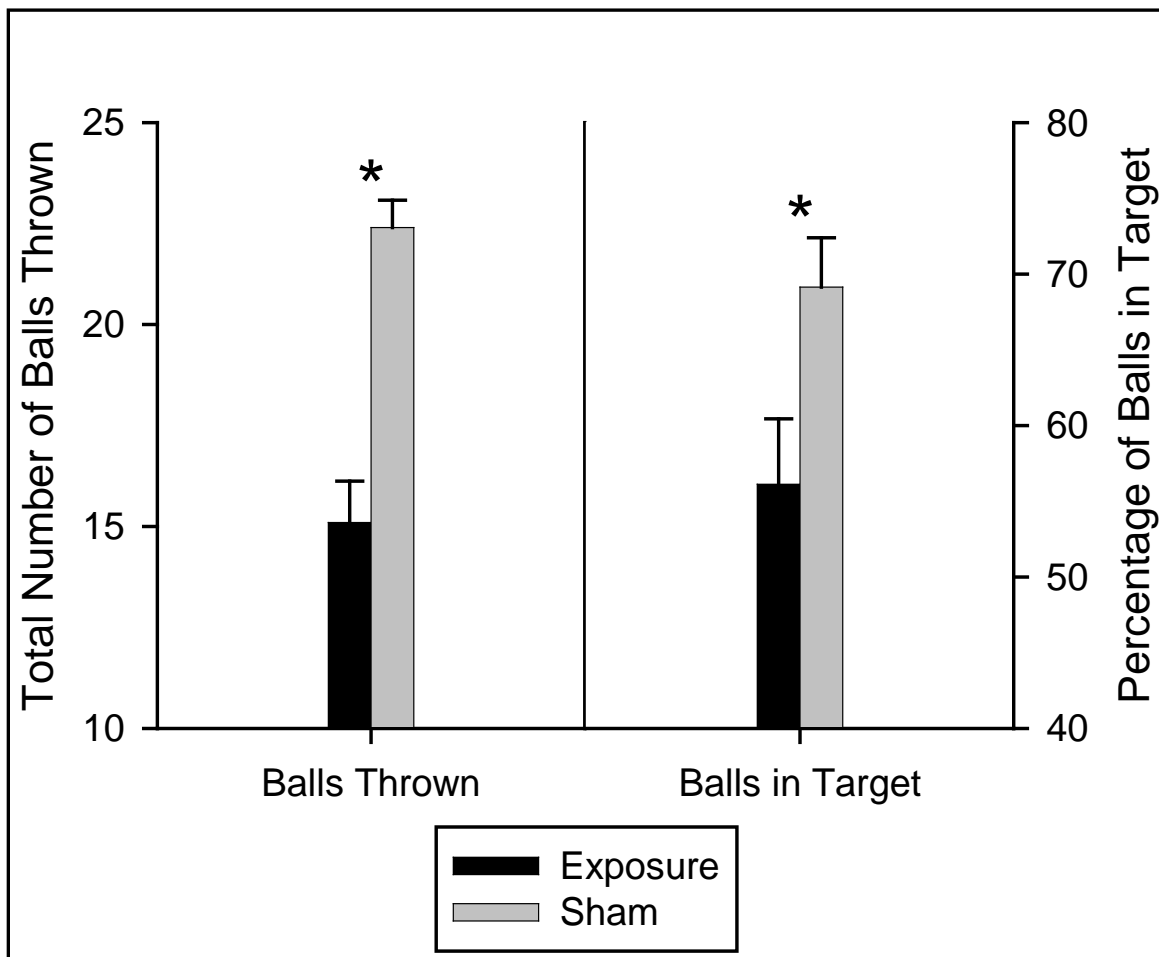 Total Number of Balls Thrown
25
20
15
10
*
*
80
70
60
50
40
Percentage of Balls in Target
Balls Thrown
Balls in Target
Exposure
Sham